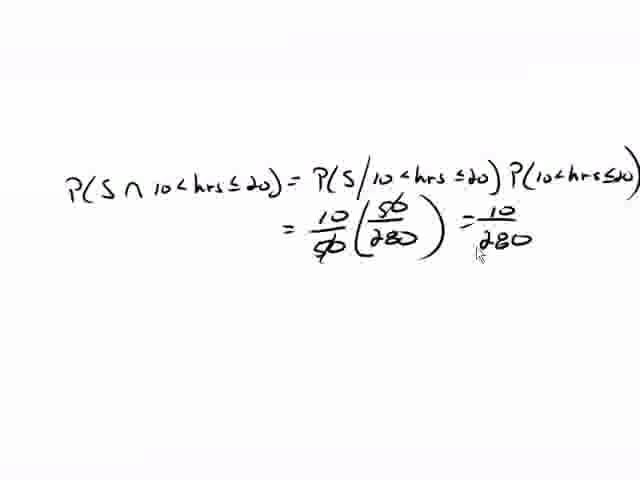 P(S ∩ 10 < hrs ≤ 20) = P(S/10 < hrs ≤ 20) P(10 < hrs ≤ 20)
= 10/50 (50/280) = 10/280